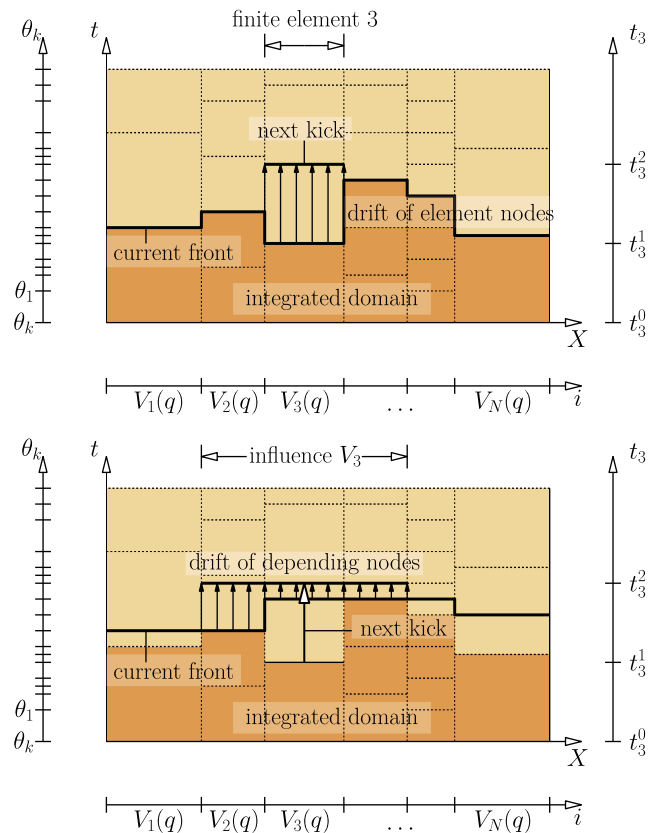 finite element 3
θₖ
t
t₃
next kick
t₃²
drift of element nodes
current front
t₃¹
θ₁
integrated domain
θₖ
t₃⁰
X
V₁(q) V₂(q) V₃(q) ... V_N(q) i
θₖ
t
influence V₃
t₃
drift of depending nodes
t₃²
next kick
current front
t₃¹
θ₁
integrated domain
θₖ
t₃⁰
X
V₁(q) V₂(q) V₃(q) ... V_N(q) i